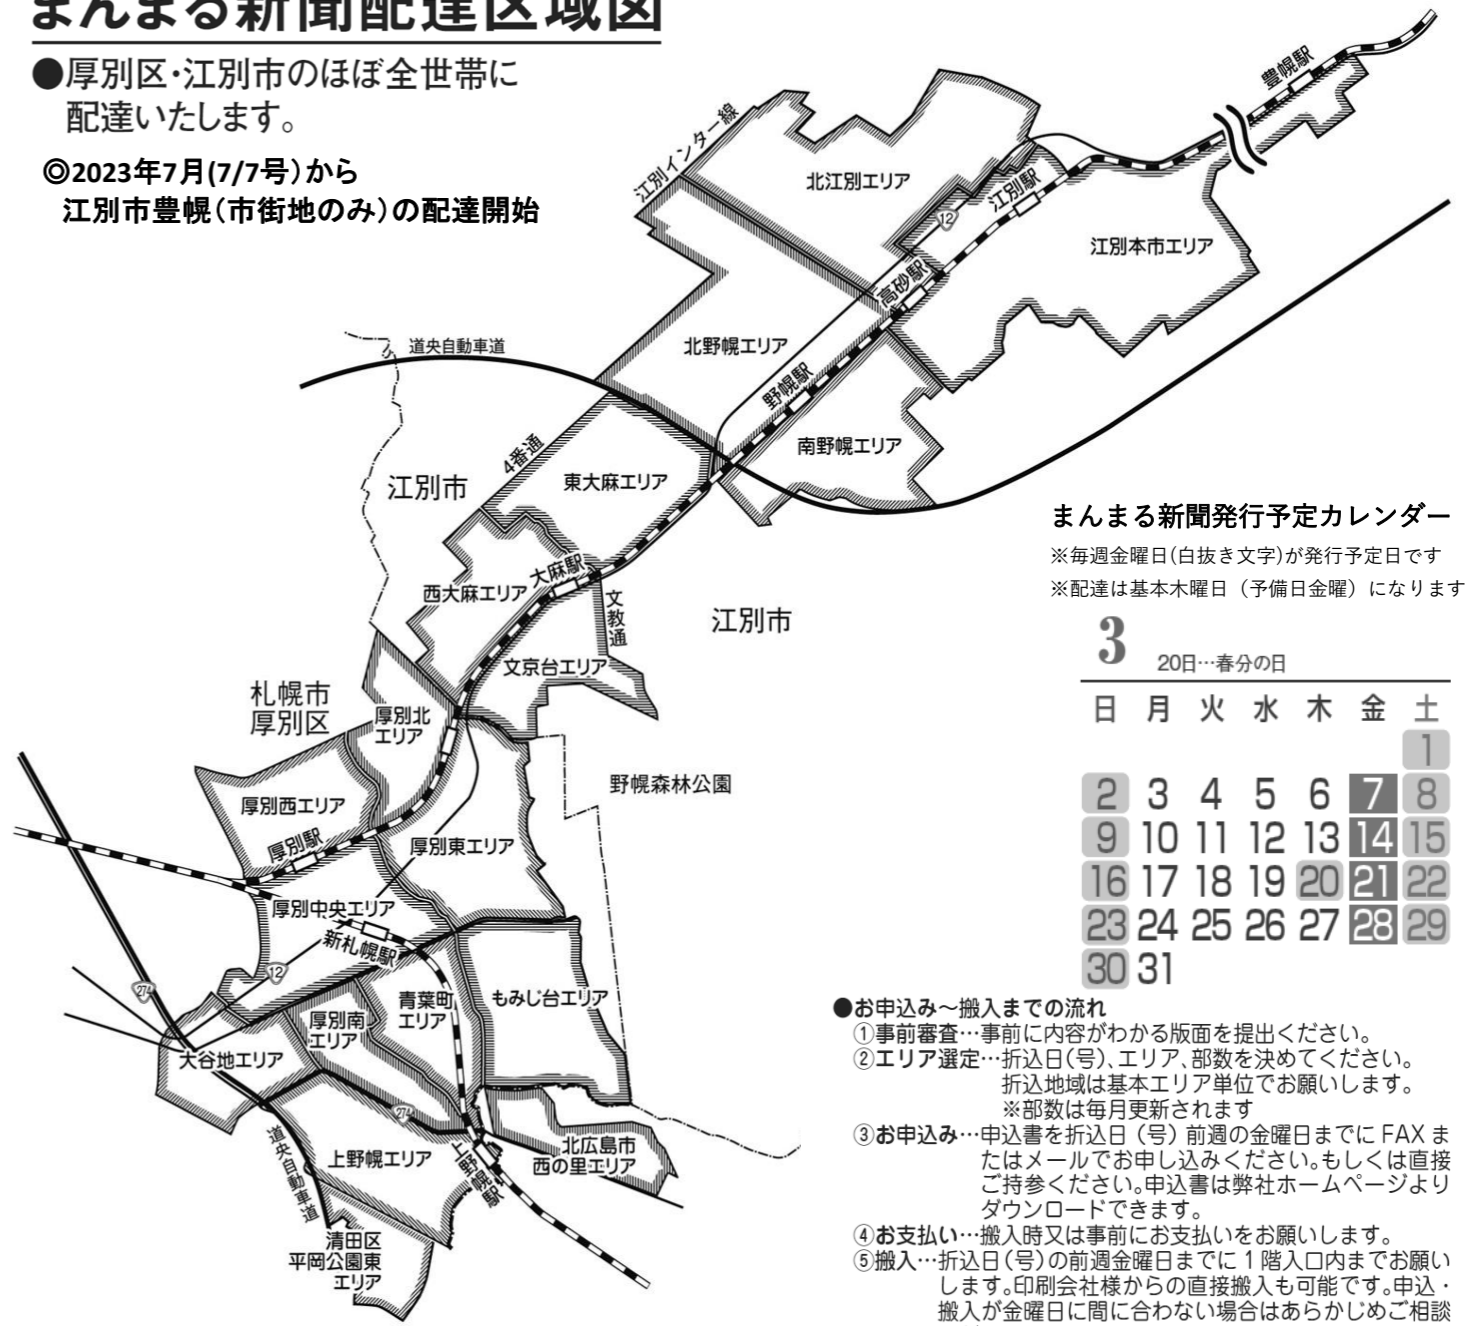 まんまる新聞配達区域図
●厚別区・江別市のほぼ全世帯に
配達いたします。
◎2023年7月(7/7号)から
江別市豊幌(市街地のみ)の配達開始
豊幌駅
江別インター線
北江別エリア
江別駅
12
江別本市エリア
高砂駅
道央自動車道
北野幌エリア
野幌駅
南野幌エリア
4番通
東大麻エリア
江別市
大麻駅
西大麻エリア
文教通
江別市
文京台エリア
札幌市
厚別区
厚別北
エリア
野幌森林公園
厚別西エリア
厚別駅
厚別東エリア
厚別中央エリア
新札幌駅
12
274
青葉町
エリア
もみじ台エリア
厚別南
エリア
大谷地エリア
274
道央自動車道
上野幌エリア
上野幌駅
北広島市
西の里エリア
清田区
平岡公園東
エリア
まんまる新聞発行予定カレンダー
※毎週金曜日(白抜き文字)が発行予定日です
※配達は基本木曜日（予備日金曜）になります
3
20日…春分の日
日 月 火 水 木 金 土
1
2 3 4 5 6 7 8
9 10 11 12 13 14 15
16 17 18 19 20 21 22
23 24 25 26 27 28 29
30 31
●お申込み～搬入までの流れ
①事前審査…事前に内容がわかる版面を提出ください。
②エリア選定…折込日(号)、エリア、部数を決めてください。
折込地域は基本エリア単位でお願いします。
※部数は毎月更新されます
③お申込み…申込書を折込日（号）前週の金曜日までにFAXま
たはメールでお申し込みください。もしくは直接
ご持参ください。申込書は弊社ホームページより
ダウンロードできます。
④お支払い…搬入時又は事前にお支払いをお願いします。
⑤搬入…折込日(号)の前週金曜日までに1階入口内までお願い
します。印刷会社様からの直接搬入も可能です。申込・
搬入が金曜日に間に合わない場合はあらかじめご相談